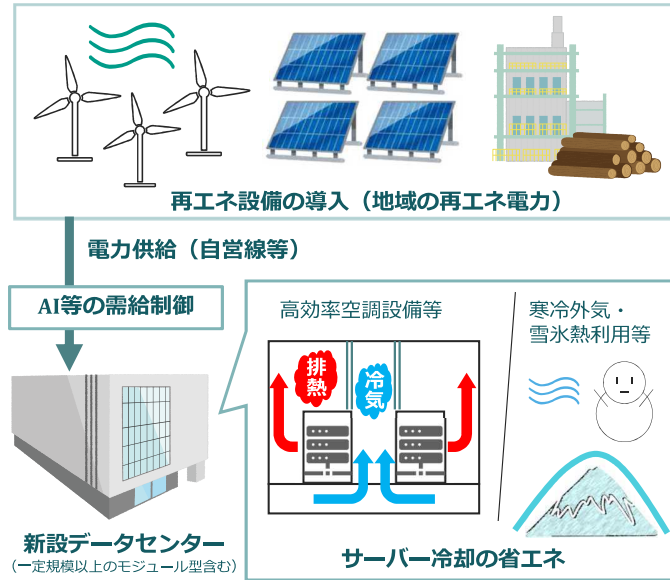 再エネ設備の導入（地域の再エネ電力）
電力供給（自営線等）
AI等の需給制御
高効率空調設備等
寒冷外気・
雪氷熱利用等
排熱
冷気
新設データセンター
（一定規模以上のモジュール型含む）
サーバー冷却の省エネ